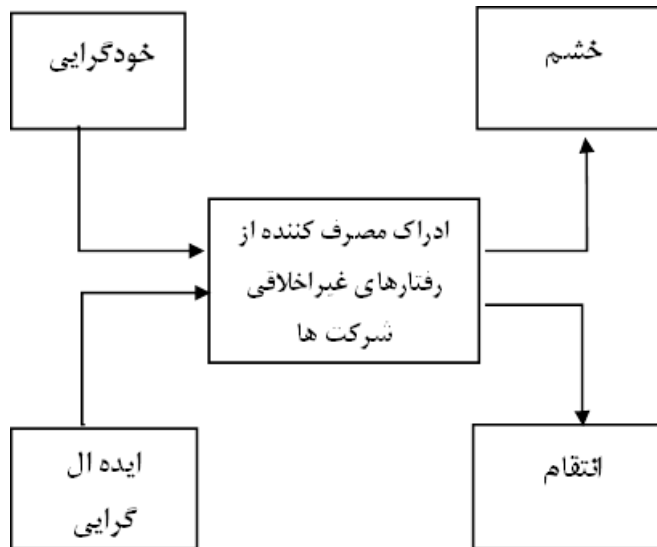 خودگرایی
خشم
ادراک مصرف کننده از
رفتارهای غیراخلاقی
شرکت ها
ایده ال
گرایی
انتقام